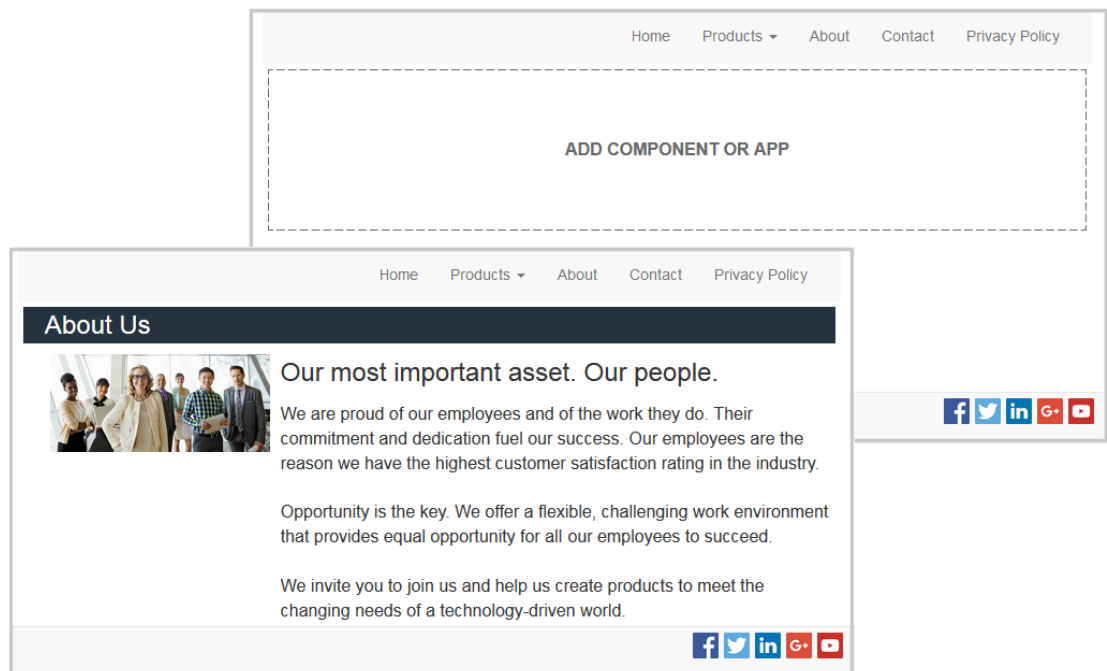 Home Products About Contact Privacy Policy
ADD COMPONENT OR APP
f in G+
Home Products About Contact Privacy Policy
About Us
Our most important asset. Our people.
We are proud of our employees and of the work they do. Their
commitment and dedication fuel our success. Our employees are the
reason we have the highest customer satisfaction rating in the industry.
Opportunity is the key. We offer a flexible, challenging work environment
that provides equal opportunity for all our employees to succeed.
We invite you to join us and help us create products to meet the
changing needs of a technology-driven world.
f in G+